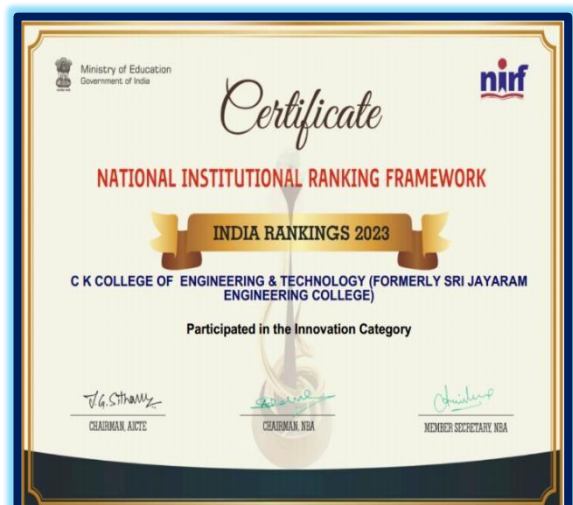 Ministry of Education
Government of India
nirf
Certificate
NATIONAL INSTITUTIONAL RANKING FRAMEWORK
INDIA RANKINGS 2023
C K COLLEGE OF ENGINEERING & TECHNOLOGY (FORMERLY SRI JAYARAM
ENGINEERING COLLEGE)
Participated in the Innovation Category
CHAIRMAN, AICTE
CHAIRMAN, NBA
MEMBER SECRETARY, NBA